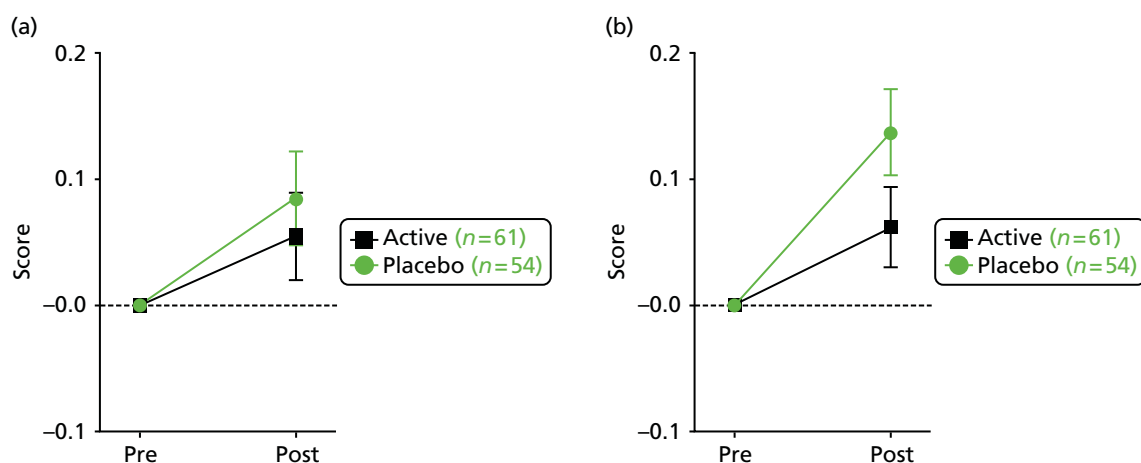 (a)
0.2
0.1
–0.0
–0.1
Score
Pre
Post
Active (n=61)
Placebo (n=54)
(b)
0.2
0.1
–0.0
–0.1
Score
Pre
Post
Active (n=61)
Placebo (n=54)